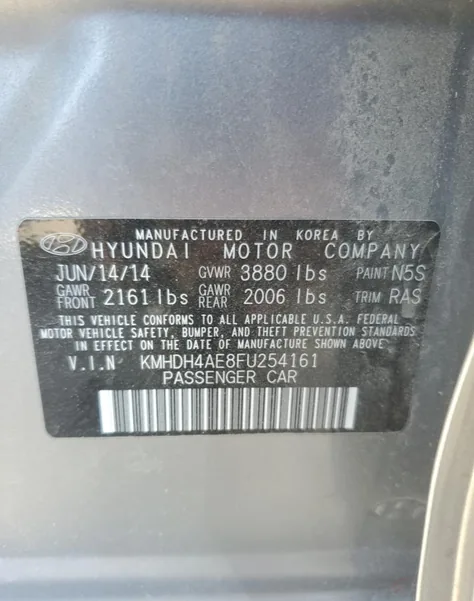 MANUFACTURED IN KOREA BY
HYUNDAI MOTOR COMPANY
JUN/14/14 GVWR 3880 lbs PAINT N5S
GAWR FRONT 2161 lbs GAWR REAR 2006 lbs TRIM RAS
THIS VEHICLE CONFORMS TO ALL APPLICABLE U.S.A. FEDERAL
MOTOR VEHICLE SAFETY, BUMPER, AND THEFT PREVENTION STANDARDS
IN EFFECT ON THE DATE OF MANUFACTURE SHOWN ABOVE.
V.I.N KMHDH4AE8FU254161
PASSENGER CAR